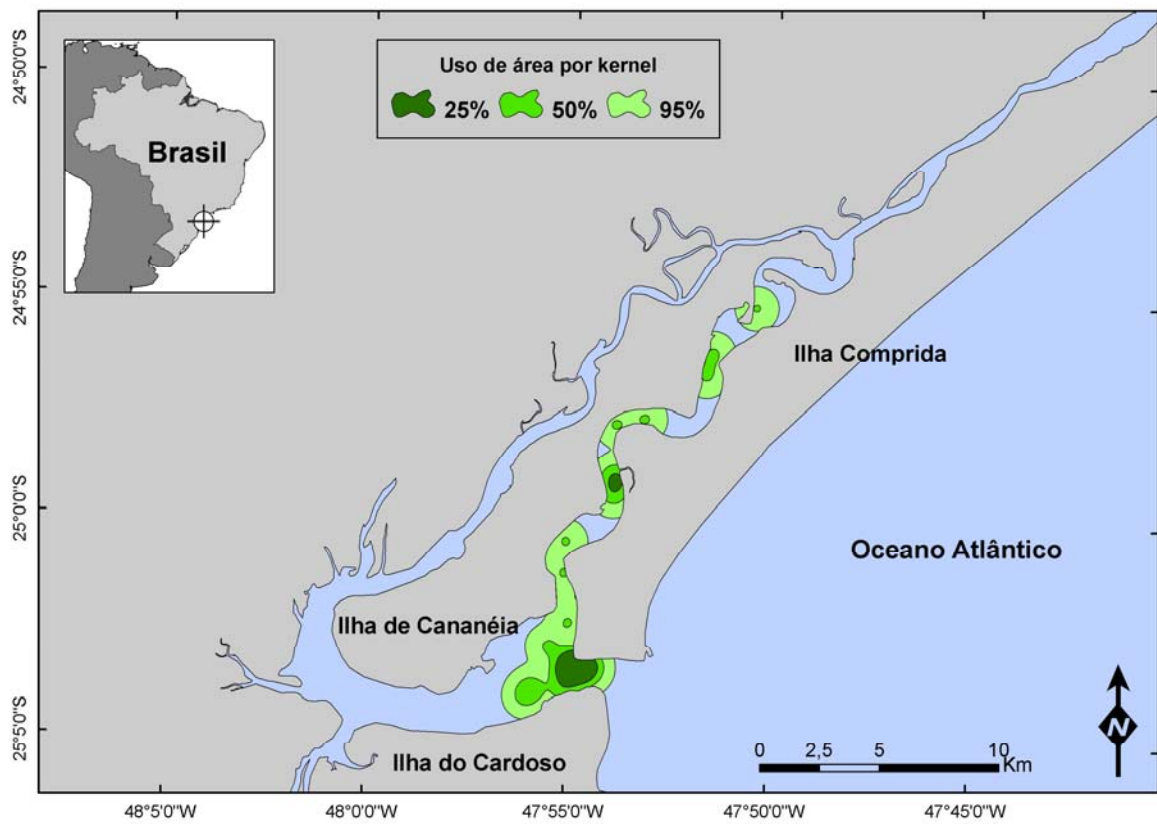 24°50'0"S
24°55'0"S
25°0'0"S
25°5'0"S
Brasil
Uso de área por kernel
25% 50% 95%
Ilha Comprida
Oceano Atlântico
Ilha de Cananéia
Ilha do Cardoso
N
0 2,5 5 10
Km
48°5'0"W 48°0'0"W 47°55'0"W 47°50'0"W 47°45'0"W